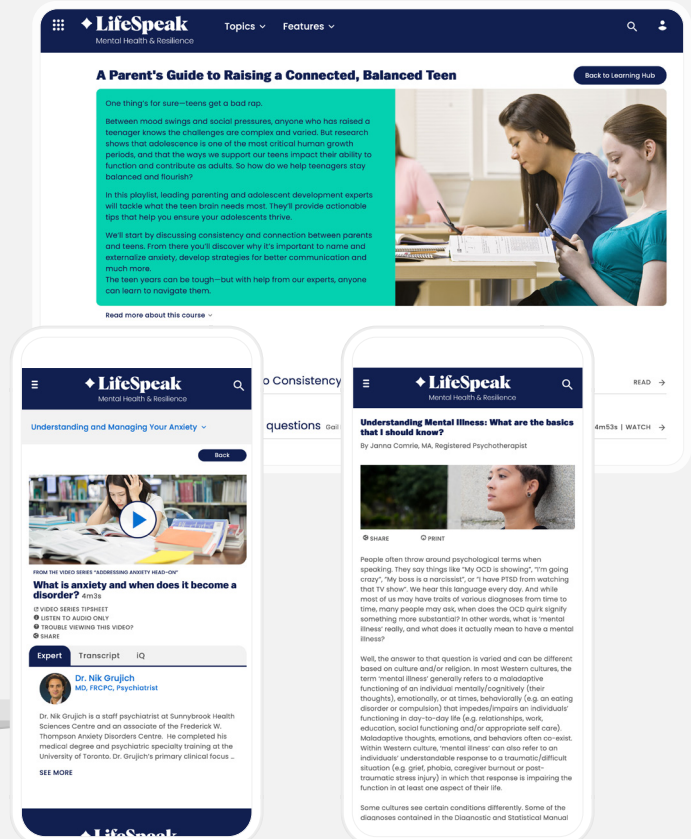 LifeSpeak
Mental Health & Resilience
Topics
Features
A Parent's Guide to Raising a Connected, Balanced Teen
Back to Learning Hub
One thing's for sure—teens get a bad rap.
Between mood swings and social pressures, anyone who has raised a
teenager knows the challenges are complex and varied. But research
shows that adolescence is one of the most critical human growth
periods, and that the ways we support our teens impact their ability to
function and contribute as adults. So how do we help teenagers stay
balanced and flourish?
In this playlist, leading parenting and adolescent development experts
will tackle what the teen brain needs most. They'll provide actionable
tips that help you ensure your adolescents thrive.
We'll start by discussing consistency and connection between parents
and teens. From there you'll discover why it's important to name and
externalize anxiety, develop strategies for better communication and
much more.
The teen years can be tough—but with help from our experts, anyone
can learn to navigate them.
Read more about this course
o Consistency
READ
questions Gail
4m53s | WATCH
LifeSpeak
Mental Health & Resilience
Understanding and Managing Your Anxiety
Back
FROM THE VIDEO SERIES "ADDRESSING ANXIETY HEAD-ON"
What is anxiety and when does it become a
disorder? 4m3s
VIDEO SERIES TIPSHEET
LISTEN TO AUDIO ONLY
TROUBLE VIEWING THIS VIDEO?
SHARE
Expert
Transcript
iQ
Dr. Nik Grujich
MD, FRCPC, Psychiatrist
Dr. Nik Grujich is a staff psychiatrist at Sunnybrook Health
Sciences Centre and an associate of the Frederick W.
Thompson Anxiety Disorders Centre. He completed his
medical degree and psychiatric specialty training at the
University of Toronto. Dr. Grujich's primary clinical focus ...
SEE MORE
LifeSpeak
LifeSpeak
Mental Health & Resilience
Understanding Mental Illness: What are the basics
that I should know?
By Janna Comrie, MA, Registered Psychotherapist
SHARE
PRINT
People often throw around psychological terms when
speaking. They say things like "My OCD is showing", "I'm going
crazy", "My boss is a narcissist", or "I have PTSD from watching
that TV show". We hear this language every day. And while
most of us may have traits of various diagnoses from time to
time, many people may ask, when does the OCD quirk signify
something more substantial? In other words, what is 'mental
illness' really, and what does it actually mean to have a mental
illness?
Well, the answer to that question is varied and can be different
based on culture and/or religion. In most Western cultures, the
term 'mental illness' generally refers to a maladaptive
functioning of an individual mentally/cognitively (their
thoughts), emotionally, or at times, behaviorally (e.g. an eating
disorder or compulsion) that impedes/impairs an individuals'
functioning in day-to-day life (e.g. relationships, work,
education, social functioning and/or appropriate self care).
Maladaptive thoughts, emotions, and behaviors often co-exist.
Within Western culture, 'mental illness' can also refer to an
individuals' understandable response to a traumatic/difficult
situation (e.g. grief, phobia, caregiver burnout or post-
traumatic stress injury) in which that response is impairing the
function in at least one aspect of their life.
Some cultures see certain conditions differently. Some of the
diagnoses contained in the Diagnostic and Statistical Manual